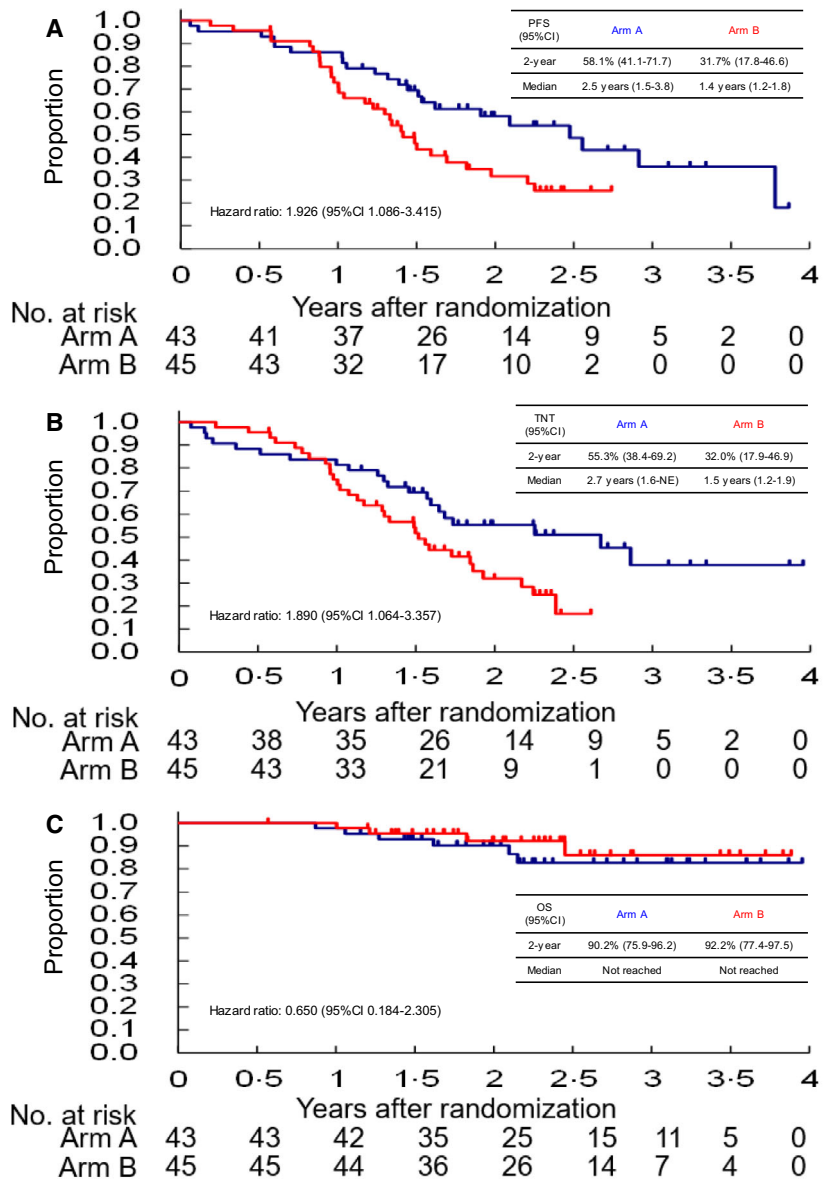 A
PFS (95%CI) Arm A Arm B
2-year 58.1% (41.1-71.7) 31.7% (17.8-46.6)
Median 2.5 years (1.5-3.8) 1.4 years (1.2-1.8)
1.0
0.9
0.8
0.7
0.6
0.5
0.4
0.3
0.2
0.1
0.0
Proportion
Hazard ratio: 1.926 (95%CI 1.086-3.415)
0 0·5 1 1·5 2 2·5 3 3·5 4
Years after randomization
No. at risk
Arm A 43 41 37 26 14 9 5 2 0
Arm B 45 43 32 17 10 2 0 0 0
B
TNT (95%CI) Arm A Arm B
2-year 55.3% (38.4-69.2) 32.0% (17.9-46.9)
Median 2.7 years (1.6-NE) 1.5 years (1.2-1.9)
1.0
0.9
0.8
0.7
0.6
0.5
0.4
0.3
0.2
0.1
0.0
Proportion
Hazard ratio: 1.890 (95%CI 1.064-3.357)
0 0·5 1 1·5 2 2·5 3 3·5 4
Years after randomization
No. at risk
Arm A 43 38 35 26 14 9 5 2 0
Arm B 45 43 33 21 9 1 0 0 0
C
1.0
0.9
0.8
0.7
0.6
0.5
0.4
0.3
0.2
0.1
0.0
Proportion
OS (95%CI) Arm A Arm B
2-year 90.2% (75.9-96.2) 92.2% (77.4-97.5)
Median Not reached Not reached
Hazard ratio: 0.650 (95%CI 0.184-2.305)
0 0·5 1 1·5 2 2·5 3 3·5 4
Years after randomization
No. at risk
Arm A 43 43 42 35 25 15 11 5 0
Arm B 45 45 44 36 26 14 7 4 0